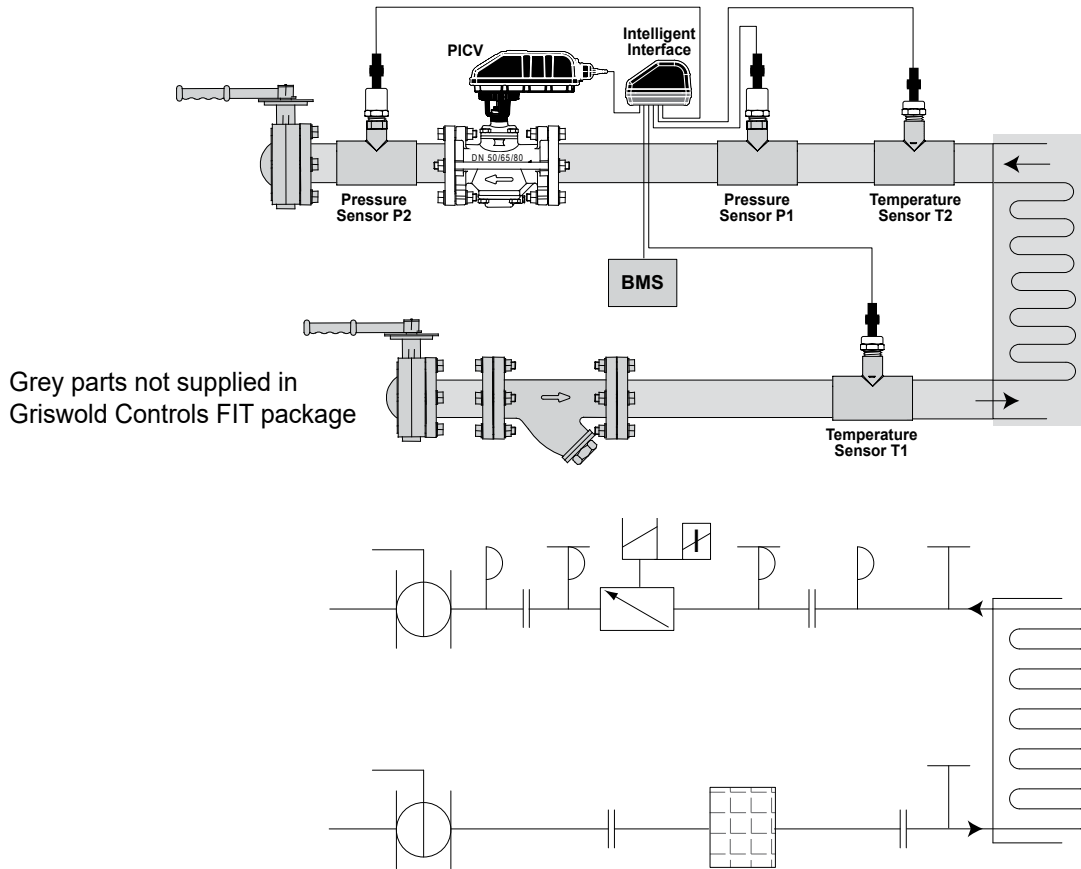 PICV
Intelligent
Interface
DN 50/65/80
Pressure
Sensor P2
Pressure
Sensor P1
Temperature
Sensor T2
BMS
Grey parts not supplied in
Griswold Controls FIT package
Temperature
Sensor T1